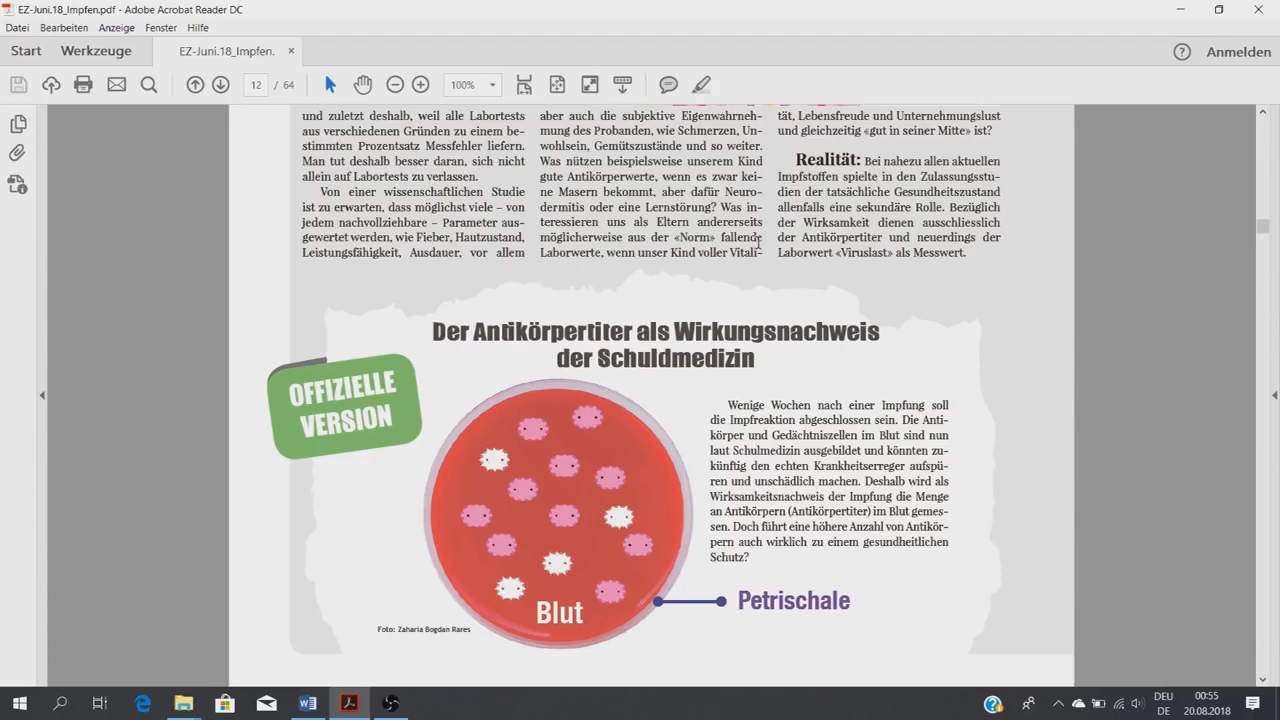 EZ-Juni.18_Impfen.pdf - Adobe Acrobat Reader DC
Datei Bearbeiten Anzeige Fenster Hilfe
Start Werkzeuge EZ-Juni.18_Impfen. × Anmelden
12 / 64 100%
und zuletzt deshalb, weil alle Labortests
aus verschiedenen Gründen zu einem be-
stimmten Prozentsatz Messfehler liefern.
Man tut deshalb besser daran, sich nicht
allein auf Labortests zu verlassen.
Von einer wissenschaftlichen Studie
ist zu erwarten, dass möglichst viele – von
jedem nachvollziehbare – Parameter aus-
gewertet werden, wie Fieber, Hautzustand,
Leistungsfähigkeit, Ausdauer, vor allem
aber auch die subjektive Eigenwahrneh-
mung des Probanden, wie Schmerzen, Un-
wohlsein, Gemütszustände und so weiter.
Was nützen beispielsweise unserem Kind
gute Antikörperwerte, wenn es zwar kei-
ne Masern bekommt, aber dafür Neuro-
dermitis oder eine Lernstörung? Was in-
teressieren uns als Eltern andererseits
möglicherweise aus der «Norm» fallende
Laborwerte, wenn unser Kind voller Vitali-
tät, Lebensfreude und Unternehmungslust
und gleichzeitig «gut in seiner Mitte» ist?
Realität: Bei nahezu allen aktuellen
Impfstoffen spielte in den Zulassungsstu-
dien der tatsächliche Gesundheitszustand
allenfalls eine sekundäre Rolle. Bezüglich
der Wirksamkeit dienen ausschliesslich
der Antikörpertiter und neuerdings der
Laborwert «Viruslast» als Messwert.
Der Antikörpertiter als Wirkungsnachweis
der Schuldmedizin
OFFIZIELLE
VERSION
Wenige Wochen nach einer Impfung soll
die Impfreaktion abgeschlossen sein. Die Anti-
körper und Gedächtniszellen im Blut sind nun
laut Schulmedizin ausgebildet und könnten zu-
künftig den echten Krankheitserreger aufspü-
ren und unschädlich machen. Deshalb wird als
Wirksamkeitsnachweis der Impfung die Menge
an Antikörpern (Antikörpertiter) im Blut gemes-
sen. Doch führt eine höhere Anzahl von Antikör-
pern auch wirklich zu einem gesundheitlichen
Schutz?
Blut
Petrischale
Foto: Zaharia Bogdan Rares
DEU 00:55
DE 20.08.2018